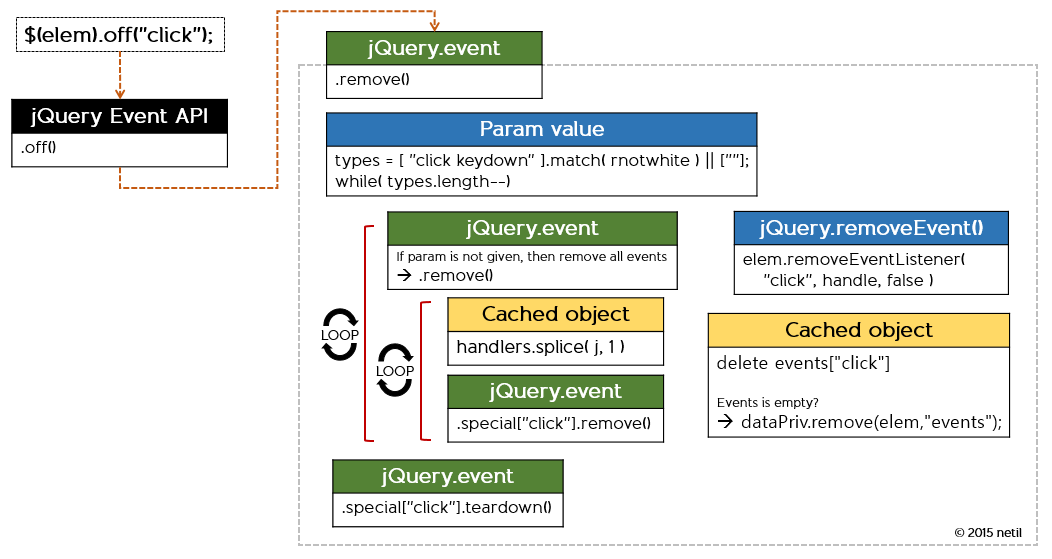 $(elem).off("click");
jQuery Event API
.off()
jQuery.event
.remove()
Param value
types = [ "click keydown" ].match( rnotwhite ) || [""];
while( types.length--)
jQuery.event
If param is not given, then remove all events
→ .remove()
LOOP
LOOP
Cached object
handlers.splice( j, 1 )
jQuery.event
.special["click"].remove()
jQuery.removeEvent()
elem.removeEventListener(
"click", handle, false )
Cached object
delete events["click"]
Events is empty?
→ dataPriv.remove(elem,"events");
jQuery.event
.special["click"].teardown()
© 2015 netil